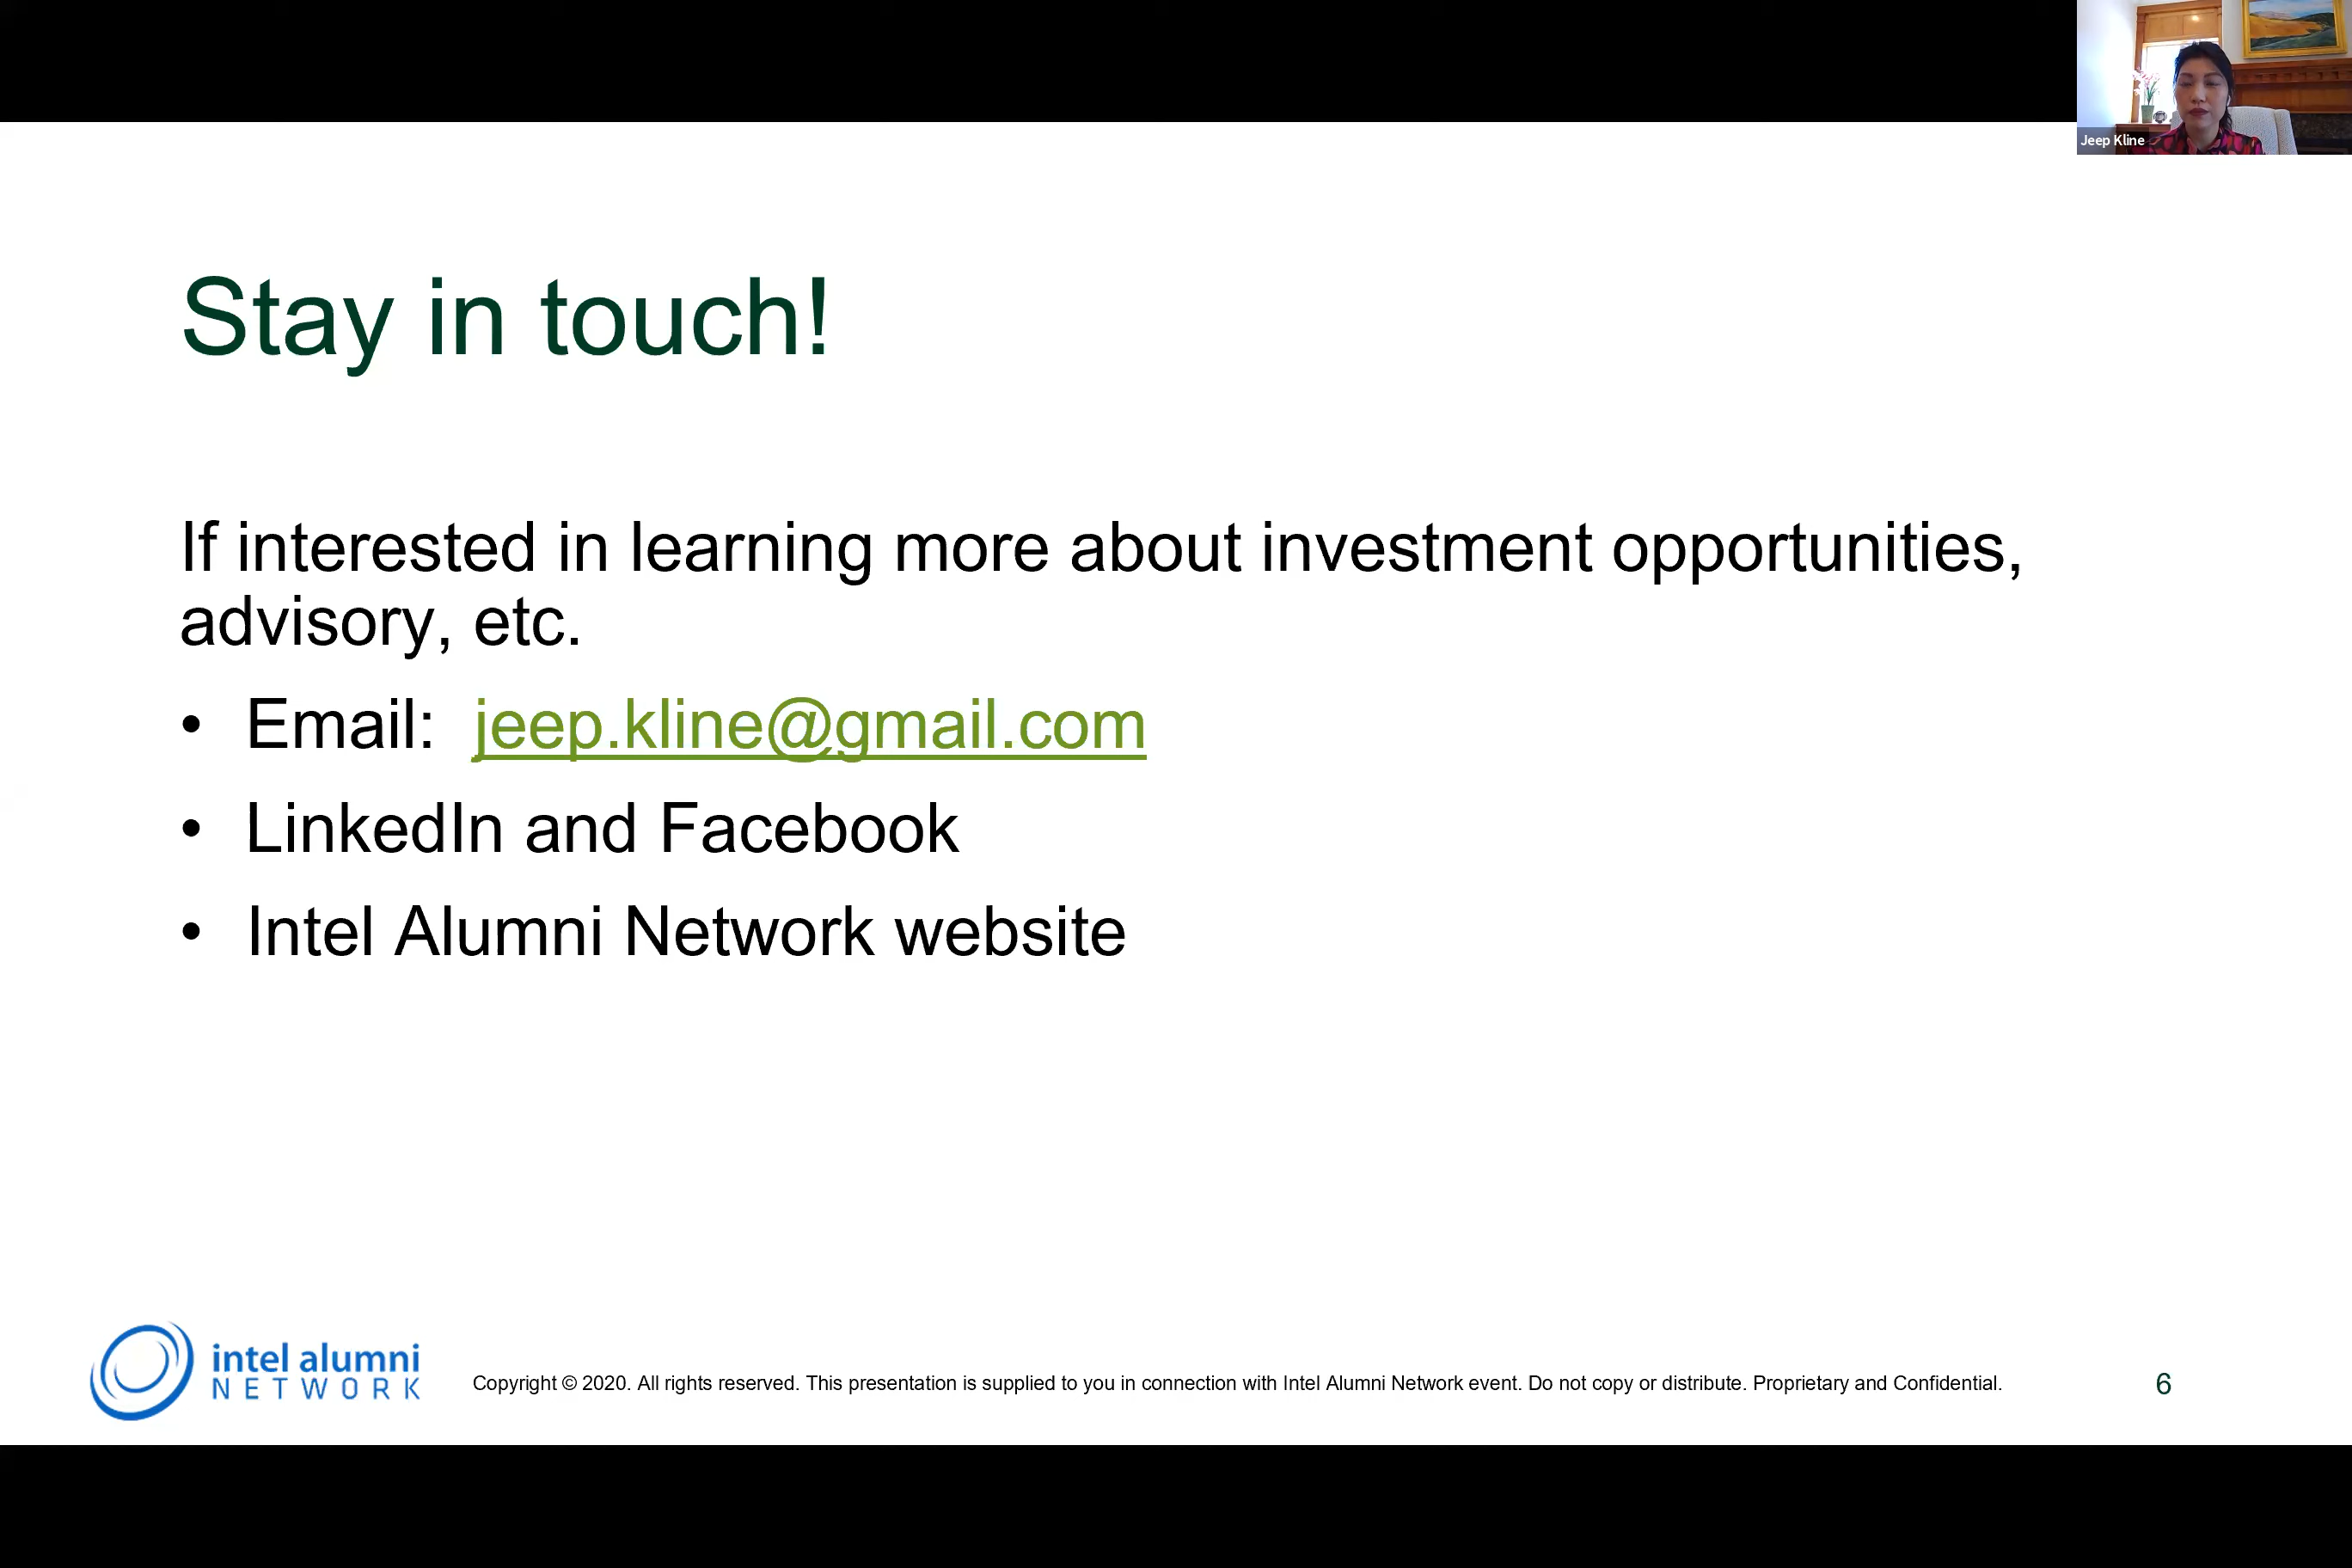 Jeep Kline
Stay in touch!
If interested in learning more about investment opportunities,
advisory, etc.
• Email: jeep.kline@gmail.com
• LinkedIn and Facebook
• Intel Alumni Network website
intel alumni
NETWORK
Copyright © 2020. All rights reserved. This presentation is supplied to you in connection with Intel Alumni Network event. Do not copy or distribute. Proprietary and Confidential.
6